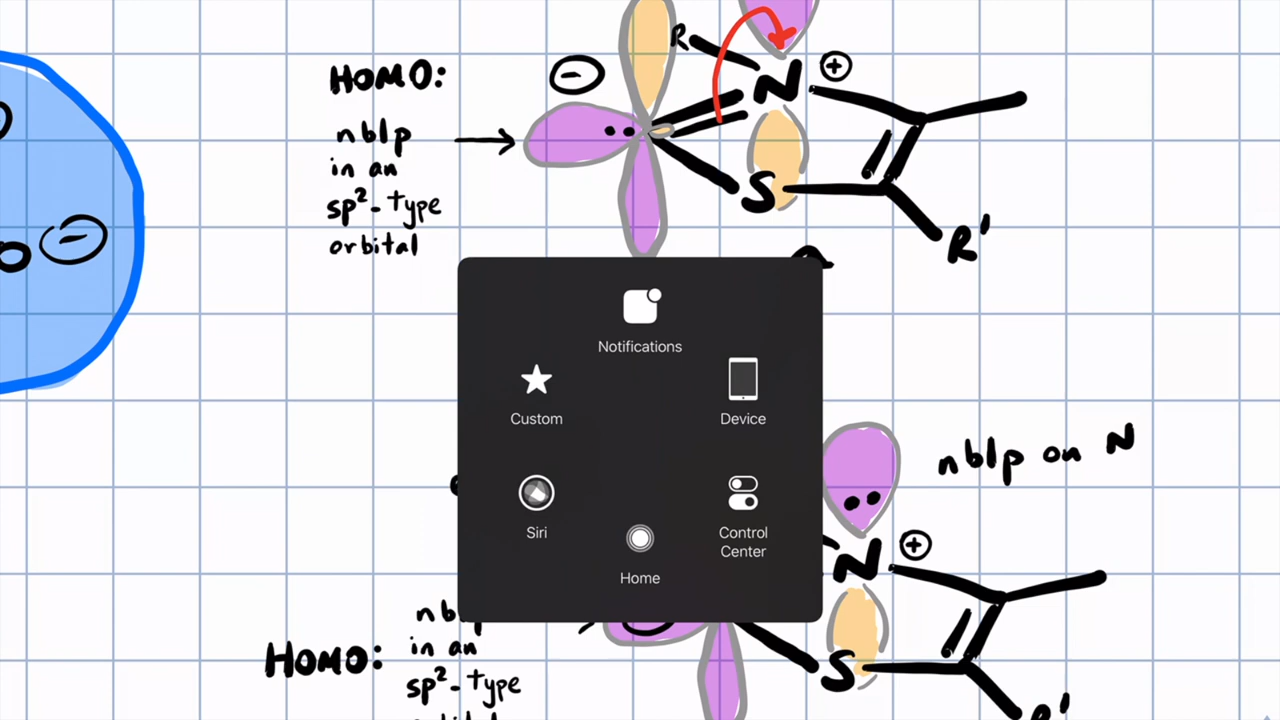 R
N
⊕
HOMO:
⊖
nblp
in an
sp²-type
orbital
S
R'
⊖
Notifications
Custom
Device
Siri
Control
Center
Home
nblp on N
N
⊕
HOMO:
in an
sp²-type
S
R'